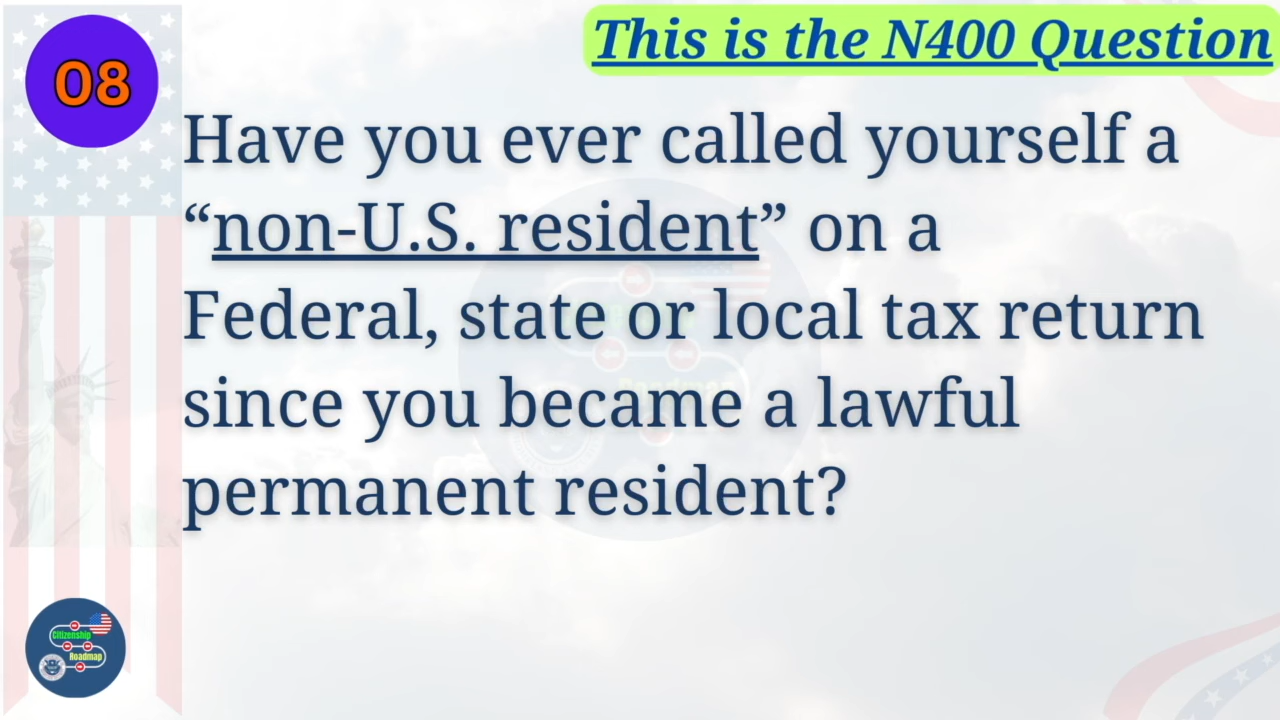 08
This is the N400 Question
Have you ever called yourself a
“non-U.S. resident” on a
Federal, state or local tax return
since you became a lawful
permanent resident?
Citizenship
Roadmap